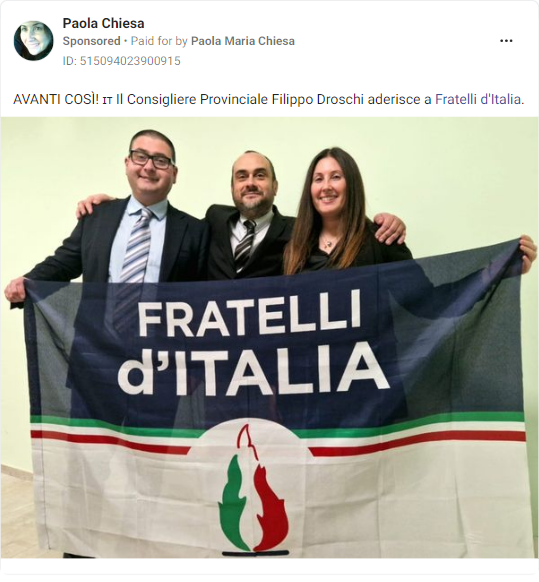 Paola Chiesa
Sponsored • Paid for by Paola Maria Chiesa
ID: 515094023900915
AVANTI COSÌ! ɪᴛ Il Consigliere Provinciale Filippo Droschi aderisce a Fratelli d'Italia.
FRATELLI
d'ITALIA